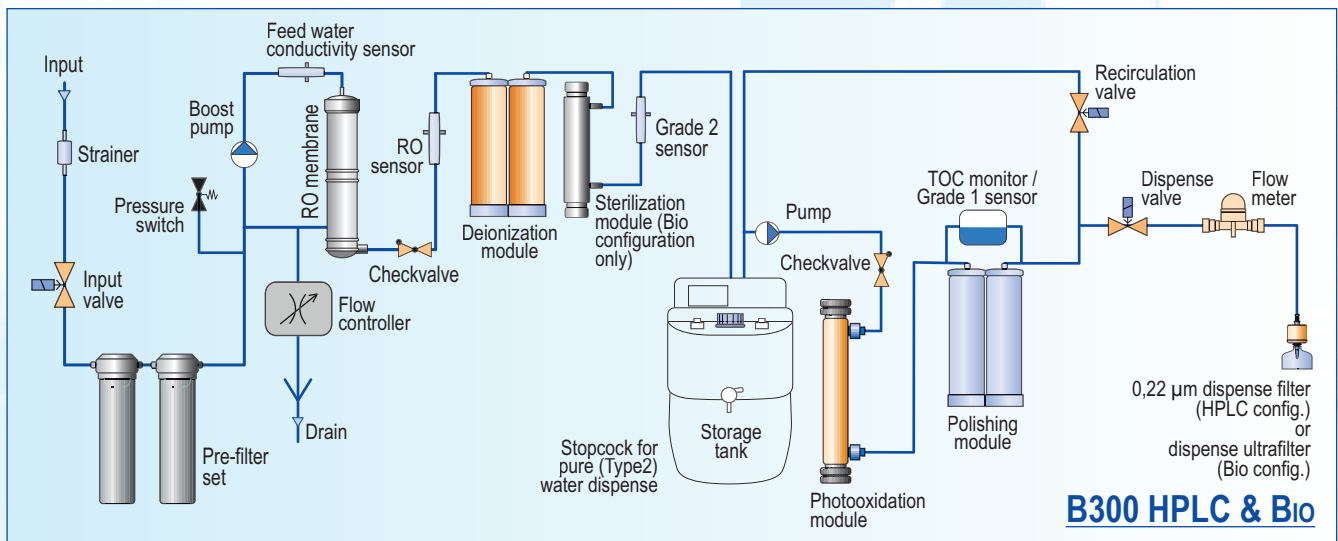 Feed water
conductivity sensor
Input
Boost
pump
Strainer
Pressure
switch
Input
valve
Pre-filter
set
RO membrane
Flow
controller
Drain
Checkvalve
RO
sensor
Deionization
module
Sterilization
module (Bio
configuration
only)
Grade 2
sensor
Stopcock for
pure (Type2)
water dispense
Storage
tank
Pump
Checkvalve
Photooxidation
module
TOC monitor /
Grade 1 sensor
Polishing
module
Recirculation
valve
Dispense
valve
Flow
meter
0,22 µm dispense filter
(HPLC config.)
or
dispense ultrafilter
(Bio config.)
B300 HPLC & BIO